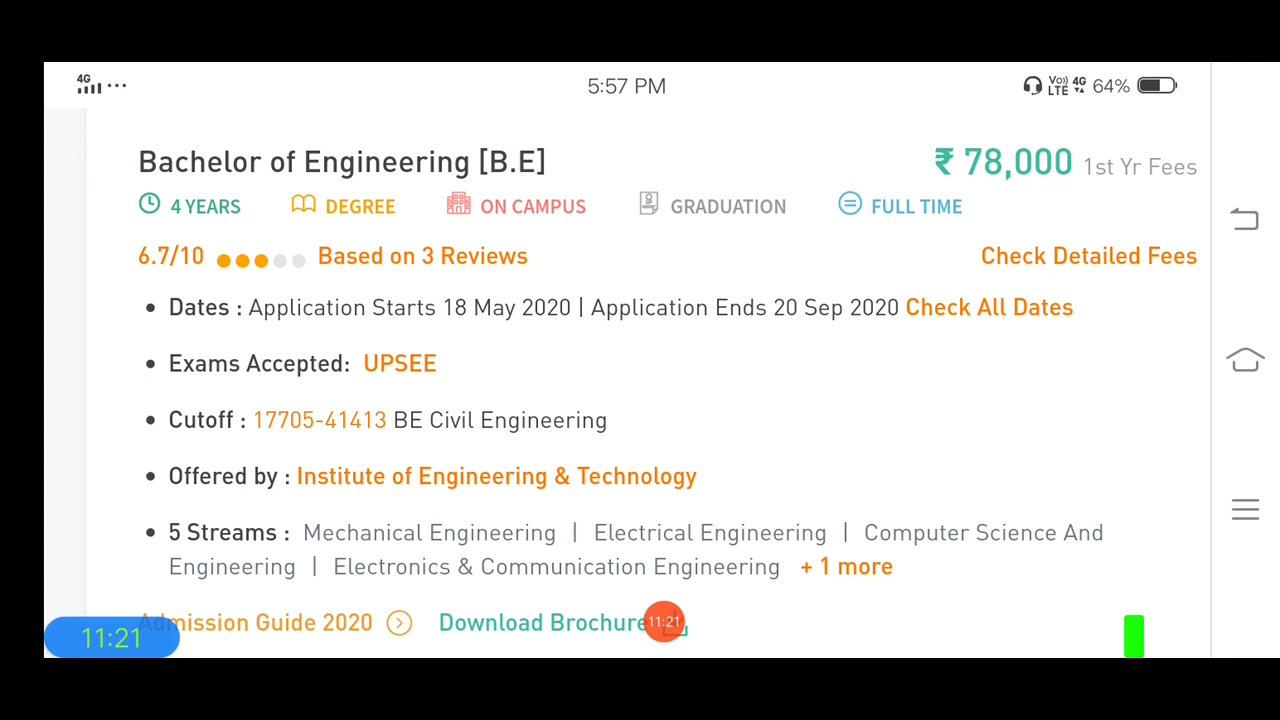 4G 5:57 PM Vo)) LTE 4G 64%
Bachelor of Engineering [B.E] ₹ 78,000 1st Yr Fees
4 YEARS DEGREE ON CAMPUS GRADUATION FULL TIME
6.7/10 Based on 3 Reviews Check Detailed Fees
• Dates : Application Starts 18 May 2020 | Application Ends 20 Sep 2020 Check All Dates
• Exams Accepted: UPSEE
• Cutoff : 17705-41413 BE Civil Engineering
• Offered by : Institute of Engineering & Technology
• 5 Streams : Mechanical Engineering | Electrical Engineering | Computer Science And
Engineering | Electronics & Communication Engineering + 1 more
Admission Guide 2020 Download Brochure 11:21
11:21